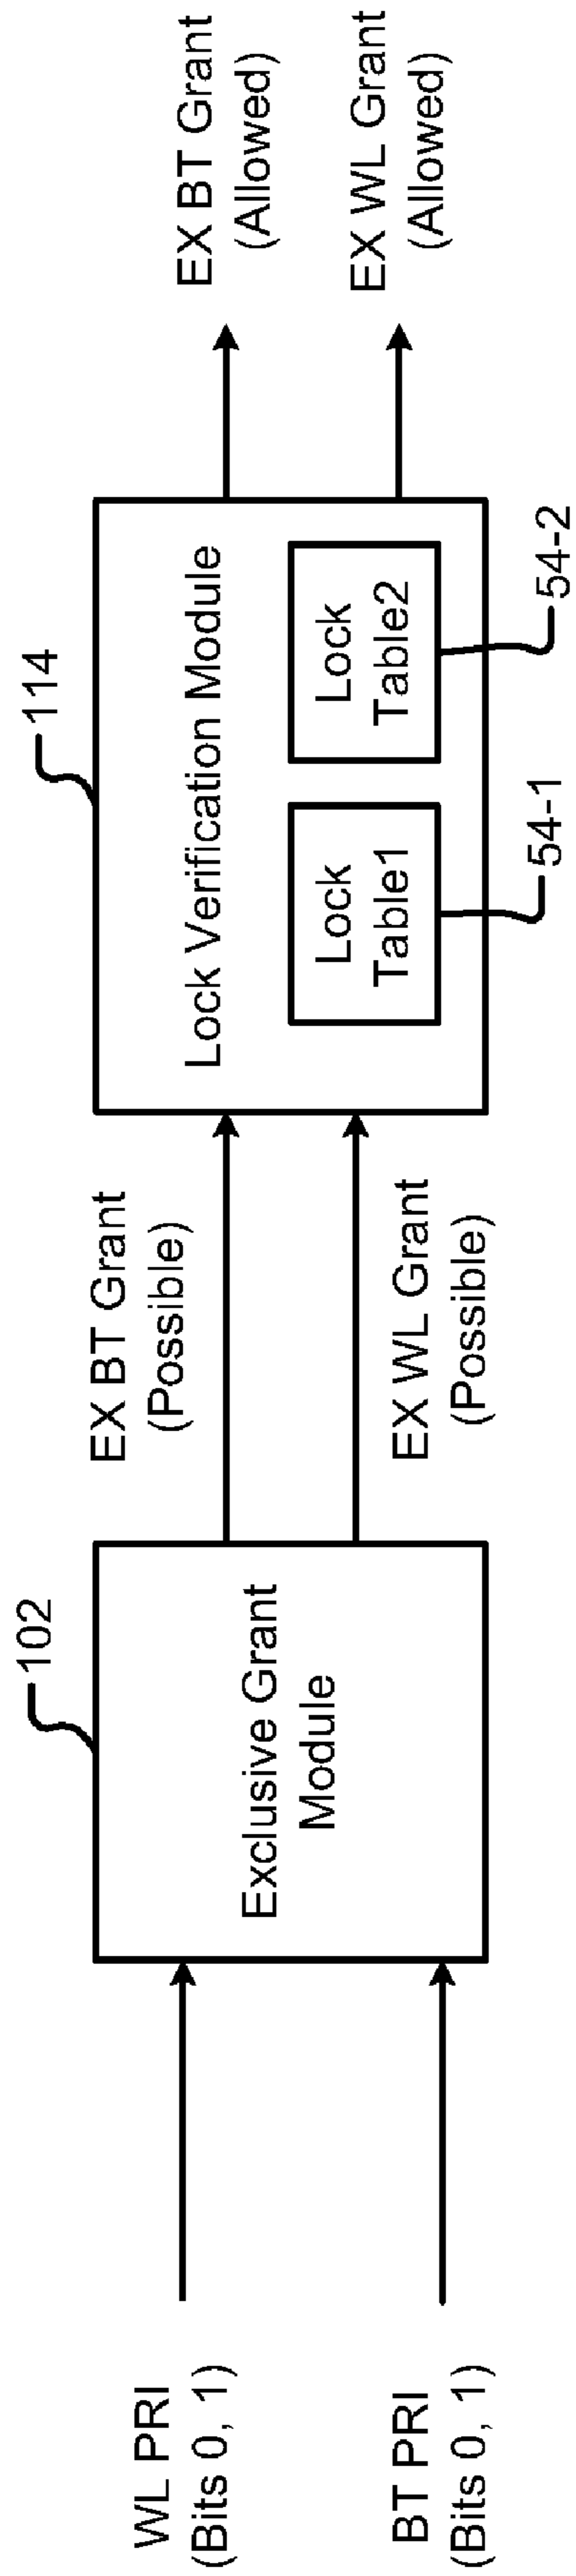 WL PRI
(Bits 0, 1)
BT PRI
(Bits 0, 1)
102
Exclusive Grant
Module
EX BT Grant
(Possible)
EX WL Grant
(Possible)
114
Lock Verification Module
Lock
Table1
Lock
Table2
54-1
54-2
EX BT Grant
(Allowed)
EX WL Grant
(Allowed)